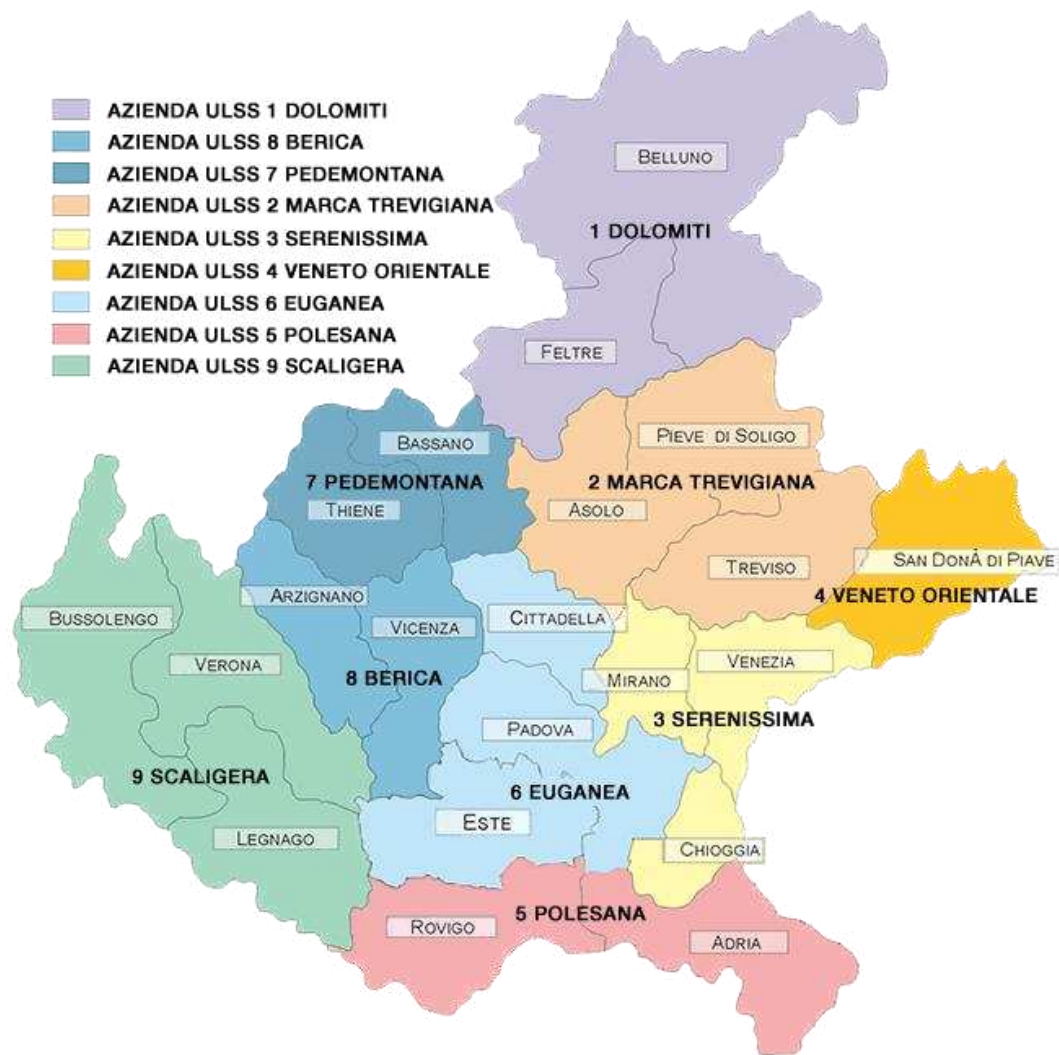 AZIENDA ULSS 1 DOLOMITI
AZIENDA ULSS 8 BERICA
AZIENDA ULSS 7 PEDEMONTANA
AZIENDA ULSS 2 MARCA TREVIGIANA
AZIENDA ULSS 3 SERENISSIMA
AZIENDA ULSS 4 VENETO ORIENTALE
AZIENDA ULSS 6 EUGANEA
AZIENDA ULSS 5 POLESANA
AZIENDA ULSS 9 SCALIGERA
BELLUNO
1 DOLOMITI
FELTRE
BASSANO
PIEVE DI SOLIGO
7 PEDEMONTANA
2 MARCA TREVIGIANA
THIENE
ASOLO
TREVISO
SAN DONÂ DI PIAVE
4 VENETO ORIENTALE
ARZIGNANO
BUSSOLENGO
CITTADELLA
VICENZA
VERONA
VENEZIA
8 BERICA
MIRANO
3 SERENISSIMA
PADOVA
9 SCALIGERA
6 EUGANEA
ESTE
LEGNAGO
CHIOGGIA
5 POLESANA
ROVIGO
ADRIA